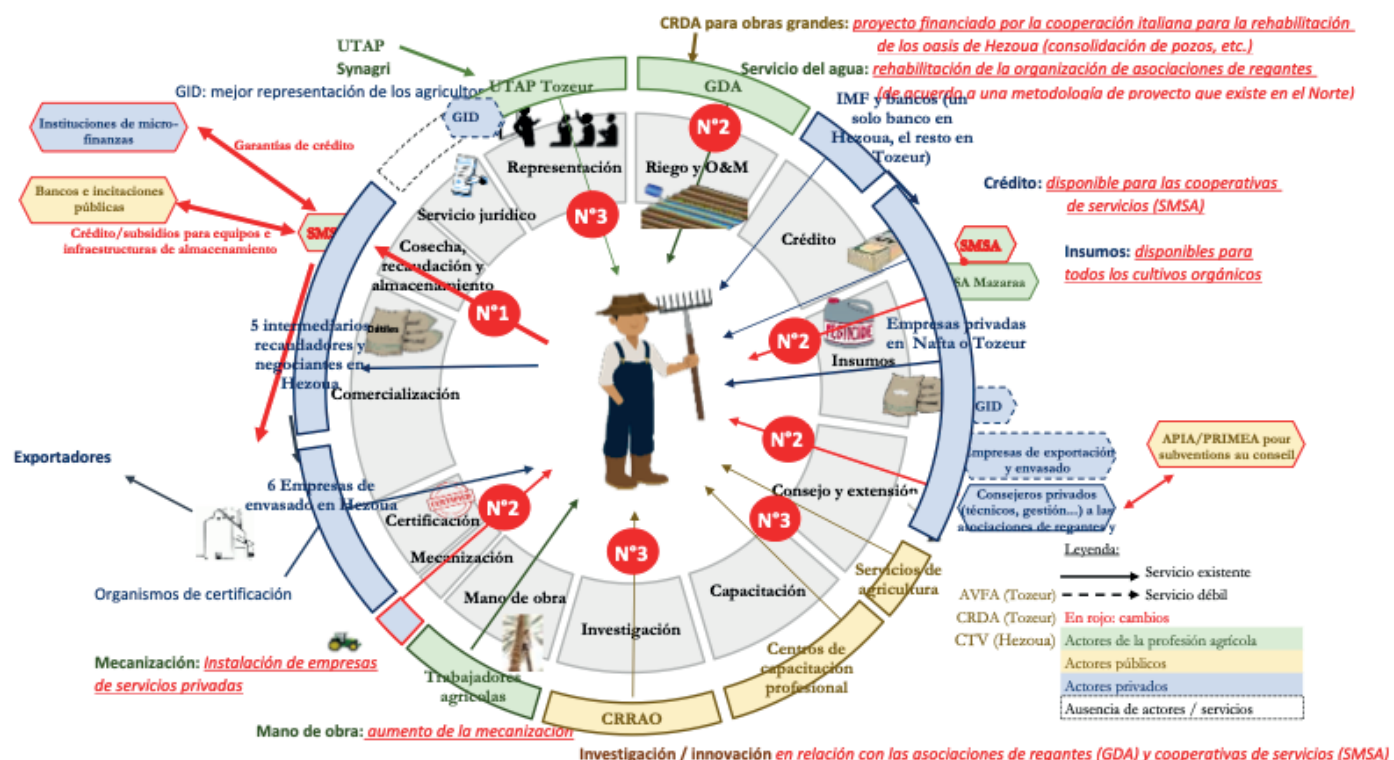 CRDA para obras grandes: proyecto financiado por la cooperación italiana para la rehabilitación
de los oasis de Hezoua (consolidación de pozos, etc.)
Servicio del agua: rehabilitación de la organización de asociaciones de regantes
(de acuerdo a una metodología de proyecto que existe en el Norte)
UTAP
Synagri
UTAP Tozeur
GDA
GID: mejor representación de los agricultor
GID
IMF y bancos (un
solo banco en
Hezoua, el resto en
Tozeur)
Instituciones de micro-
finanzas
Garantías de crédito
Bancos e incitaciones
públicas
Crédito/subsidios para equipos e
infraestructuras de almacenamiento
SMS
Representación
Riego y O&M
N°2
N°3
Servicio jurídico
Crédito
Cosecha,
recaudación y
almacenamiento
N°1
Crédito: disponible para las cooperativas
de servicios (SMSA)
SMSA
SA Mazaraa
Insumos: disponibles para
todos los cultivos orgánicos
5 intermediarios
recaudadores y
negociantes en
Hezoua
Dátiles
Comercialización
N°2
PESTICIDE
Insumos
Empresas privadas
en Nafta o Tozeur
GID
N°2
Empresas de exportación
y envasado
APIA/PRIMEA pour
subventions au conseil
Consejeros privados
(técnicos, gestión...) a las
asociaciones de regantes y
Exportadores
6 Empresas de
envasado en Hezoua
CERTIFIED
Certificación
N°2
Consejo y extensión
N°3
Mecanización
N°3
Mano de obra
Investigación
Capacitación
Servicios de
agricultura
Organismos de certificación
Trabajadores
agrícolas
CRRAO
Centros de
capacitación
profesional
Mecanización: Instalación de empresas
de servicios privadas
Mano de obra: aumento de la mecanización
Investigación / innovación en relación con las asociaciones de regantes (GDA) y cooperativas de servicios (SMSA)
AVFA (Tozeur)
CRDA (Tozeur)
CTV (Hezoua)
Leyenda:
Servicio existente
Servicio débil
En rojo: cambios
Actores de la profesión agrícola
Actores públicos
Actores privados
Ausencia de actores / servicios